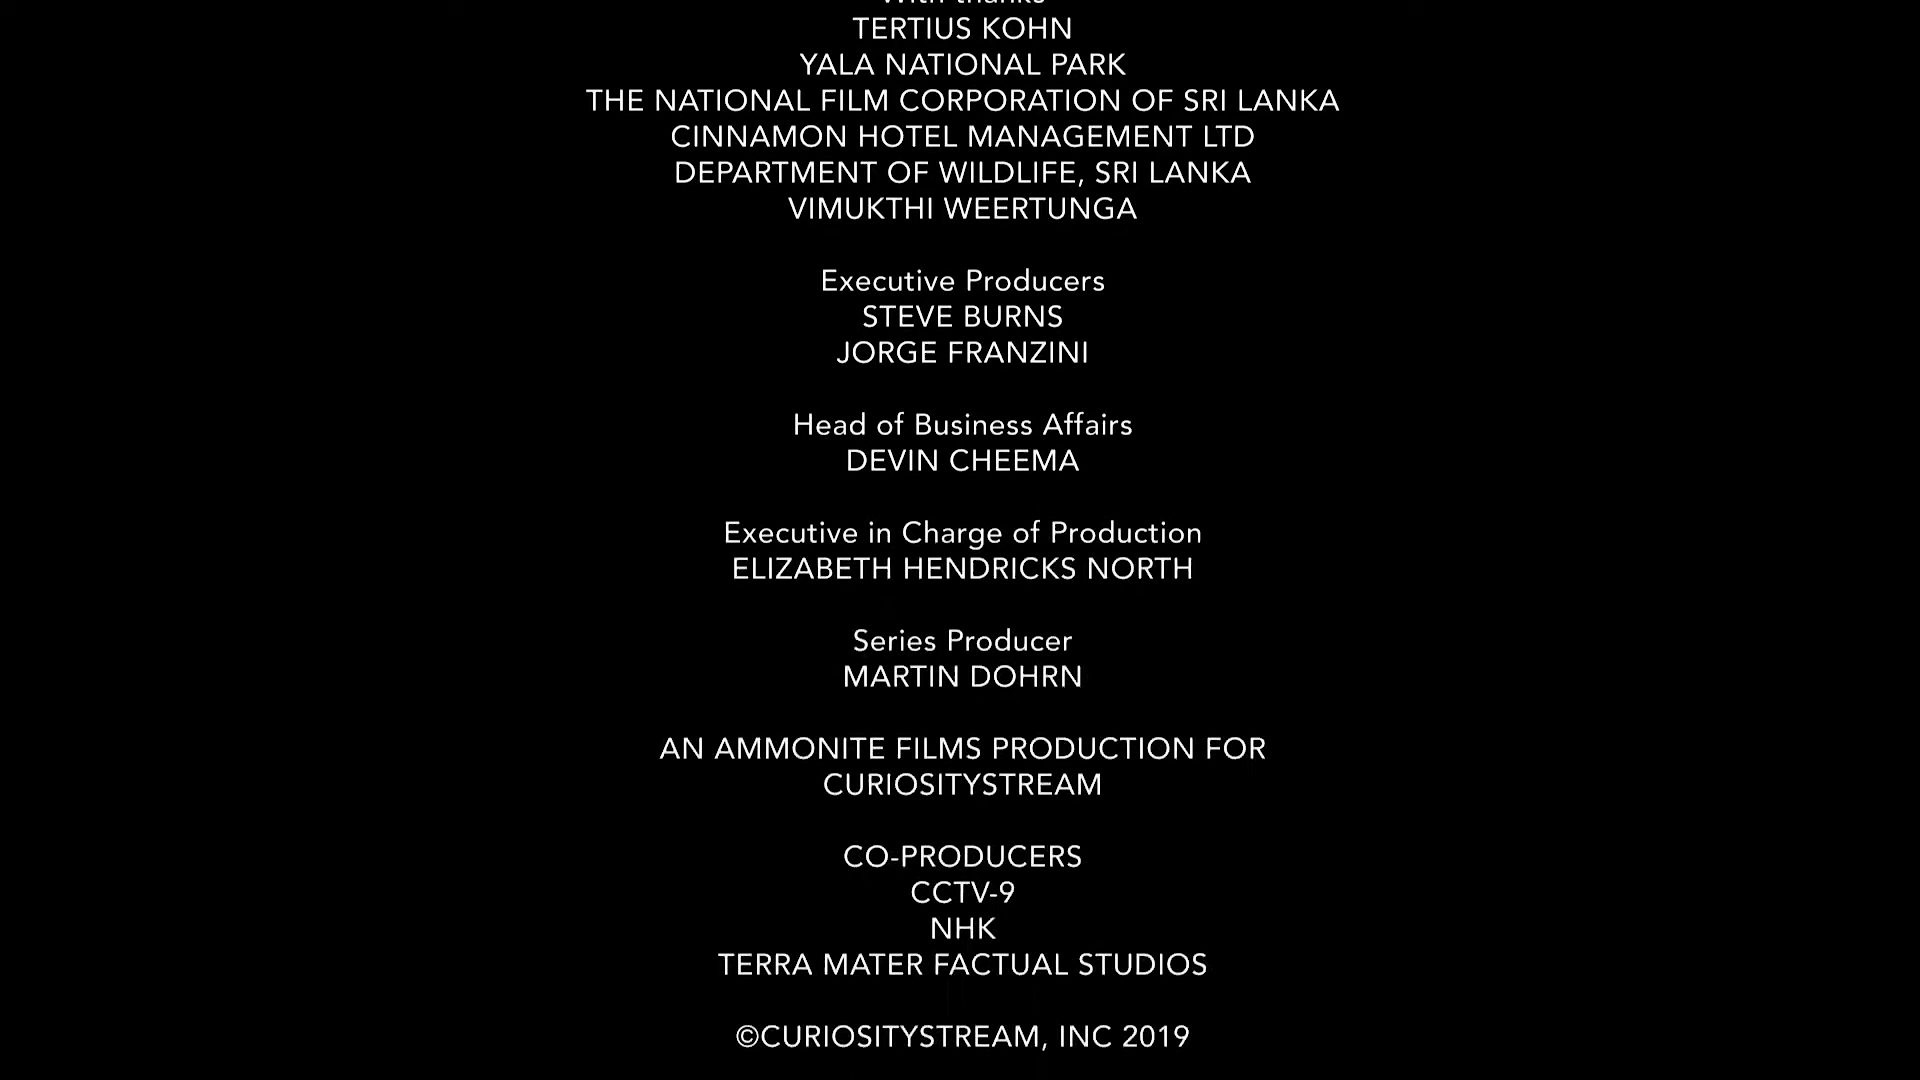 With thanks
TERTIUS KOHN
YALA NATIONAL PARK
THE NATIONAL FILM CORPORATION OF SRI LANKA
CINNAMON HOTEL MANAGEMENT LTD
DEPARTMENT OF WILDLIFE, SRI LANKA
VIMUKTHI WEERTUNGA
Executive Producers
STEVE BURNS
JORGE FRANZINI
Head of Business Affairs
DEVIN CHEEMA
Executive in Charge of Production
ELIZABETH HENDRICKS NORTH
Series Producer
MARTIN DOHRN
AN AMMONITE FILMS PRODUCTION FOR
CURIOSITYSTREAM
CO-PRODUCERS
CCTV-9
NHK
TERRA MATER FACTUAL STUDIOS
©CURIOSITYSTREAM, INC 2019